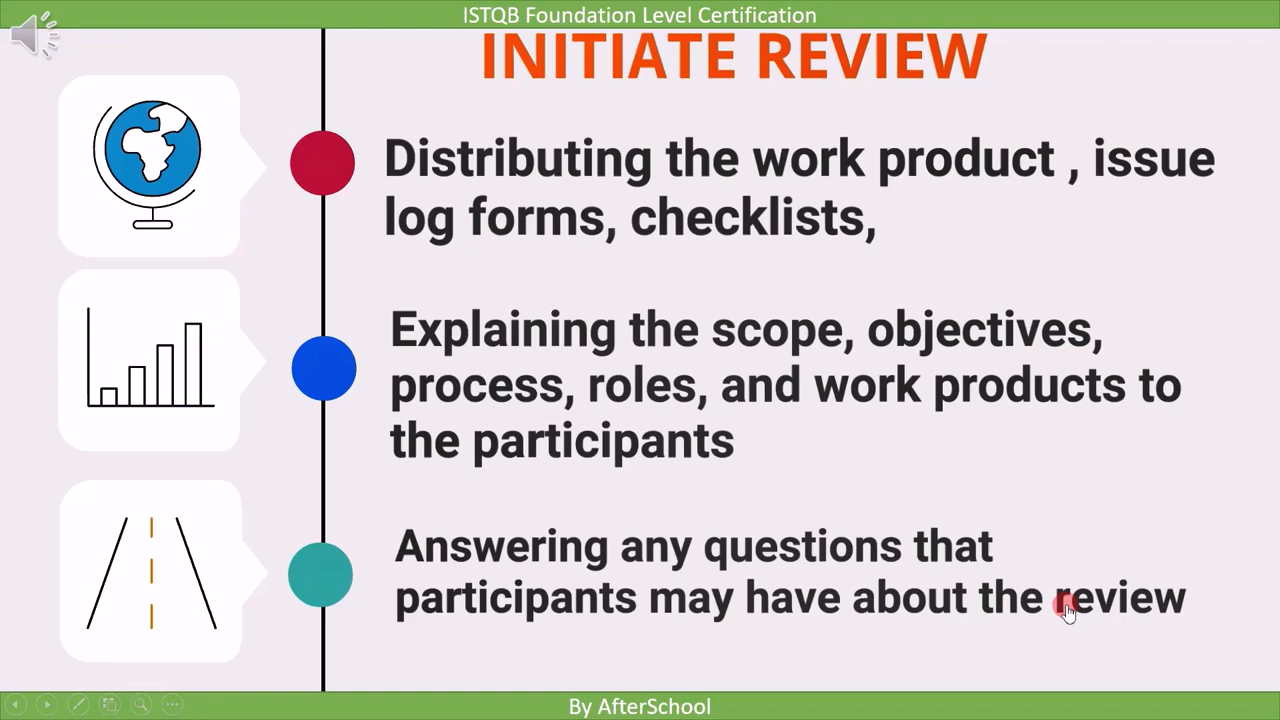 ISTQB Foundation Level Certification
INITIATE REVIEW
Distributing the work product , issue
log forms, checklists,
Explaining the scope, objectives,
process, roles, and work products to
the participants
Answering any questions that
participants may have about the review
By AfterSchool